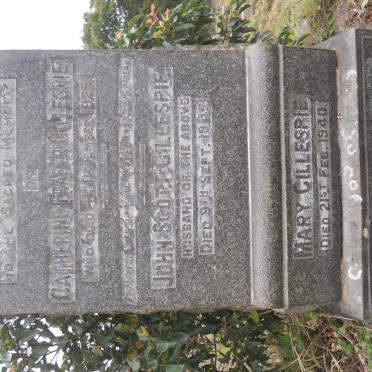 TO THE SACRED MEMORY
OF
CATHERINE FRASER GILLESPIE
WHO DIED
JOHN SCOTT GILLESPIE
HUSBAND OF THE ABOVE
DIED 9TH SEPT. 1927
MARY GILLESPIE
DIED 21ST FEB. 1940